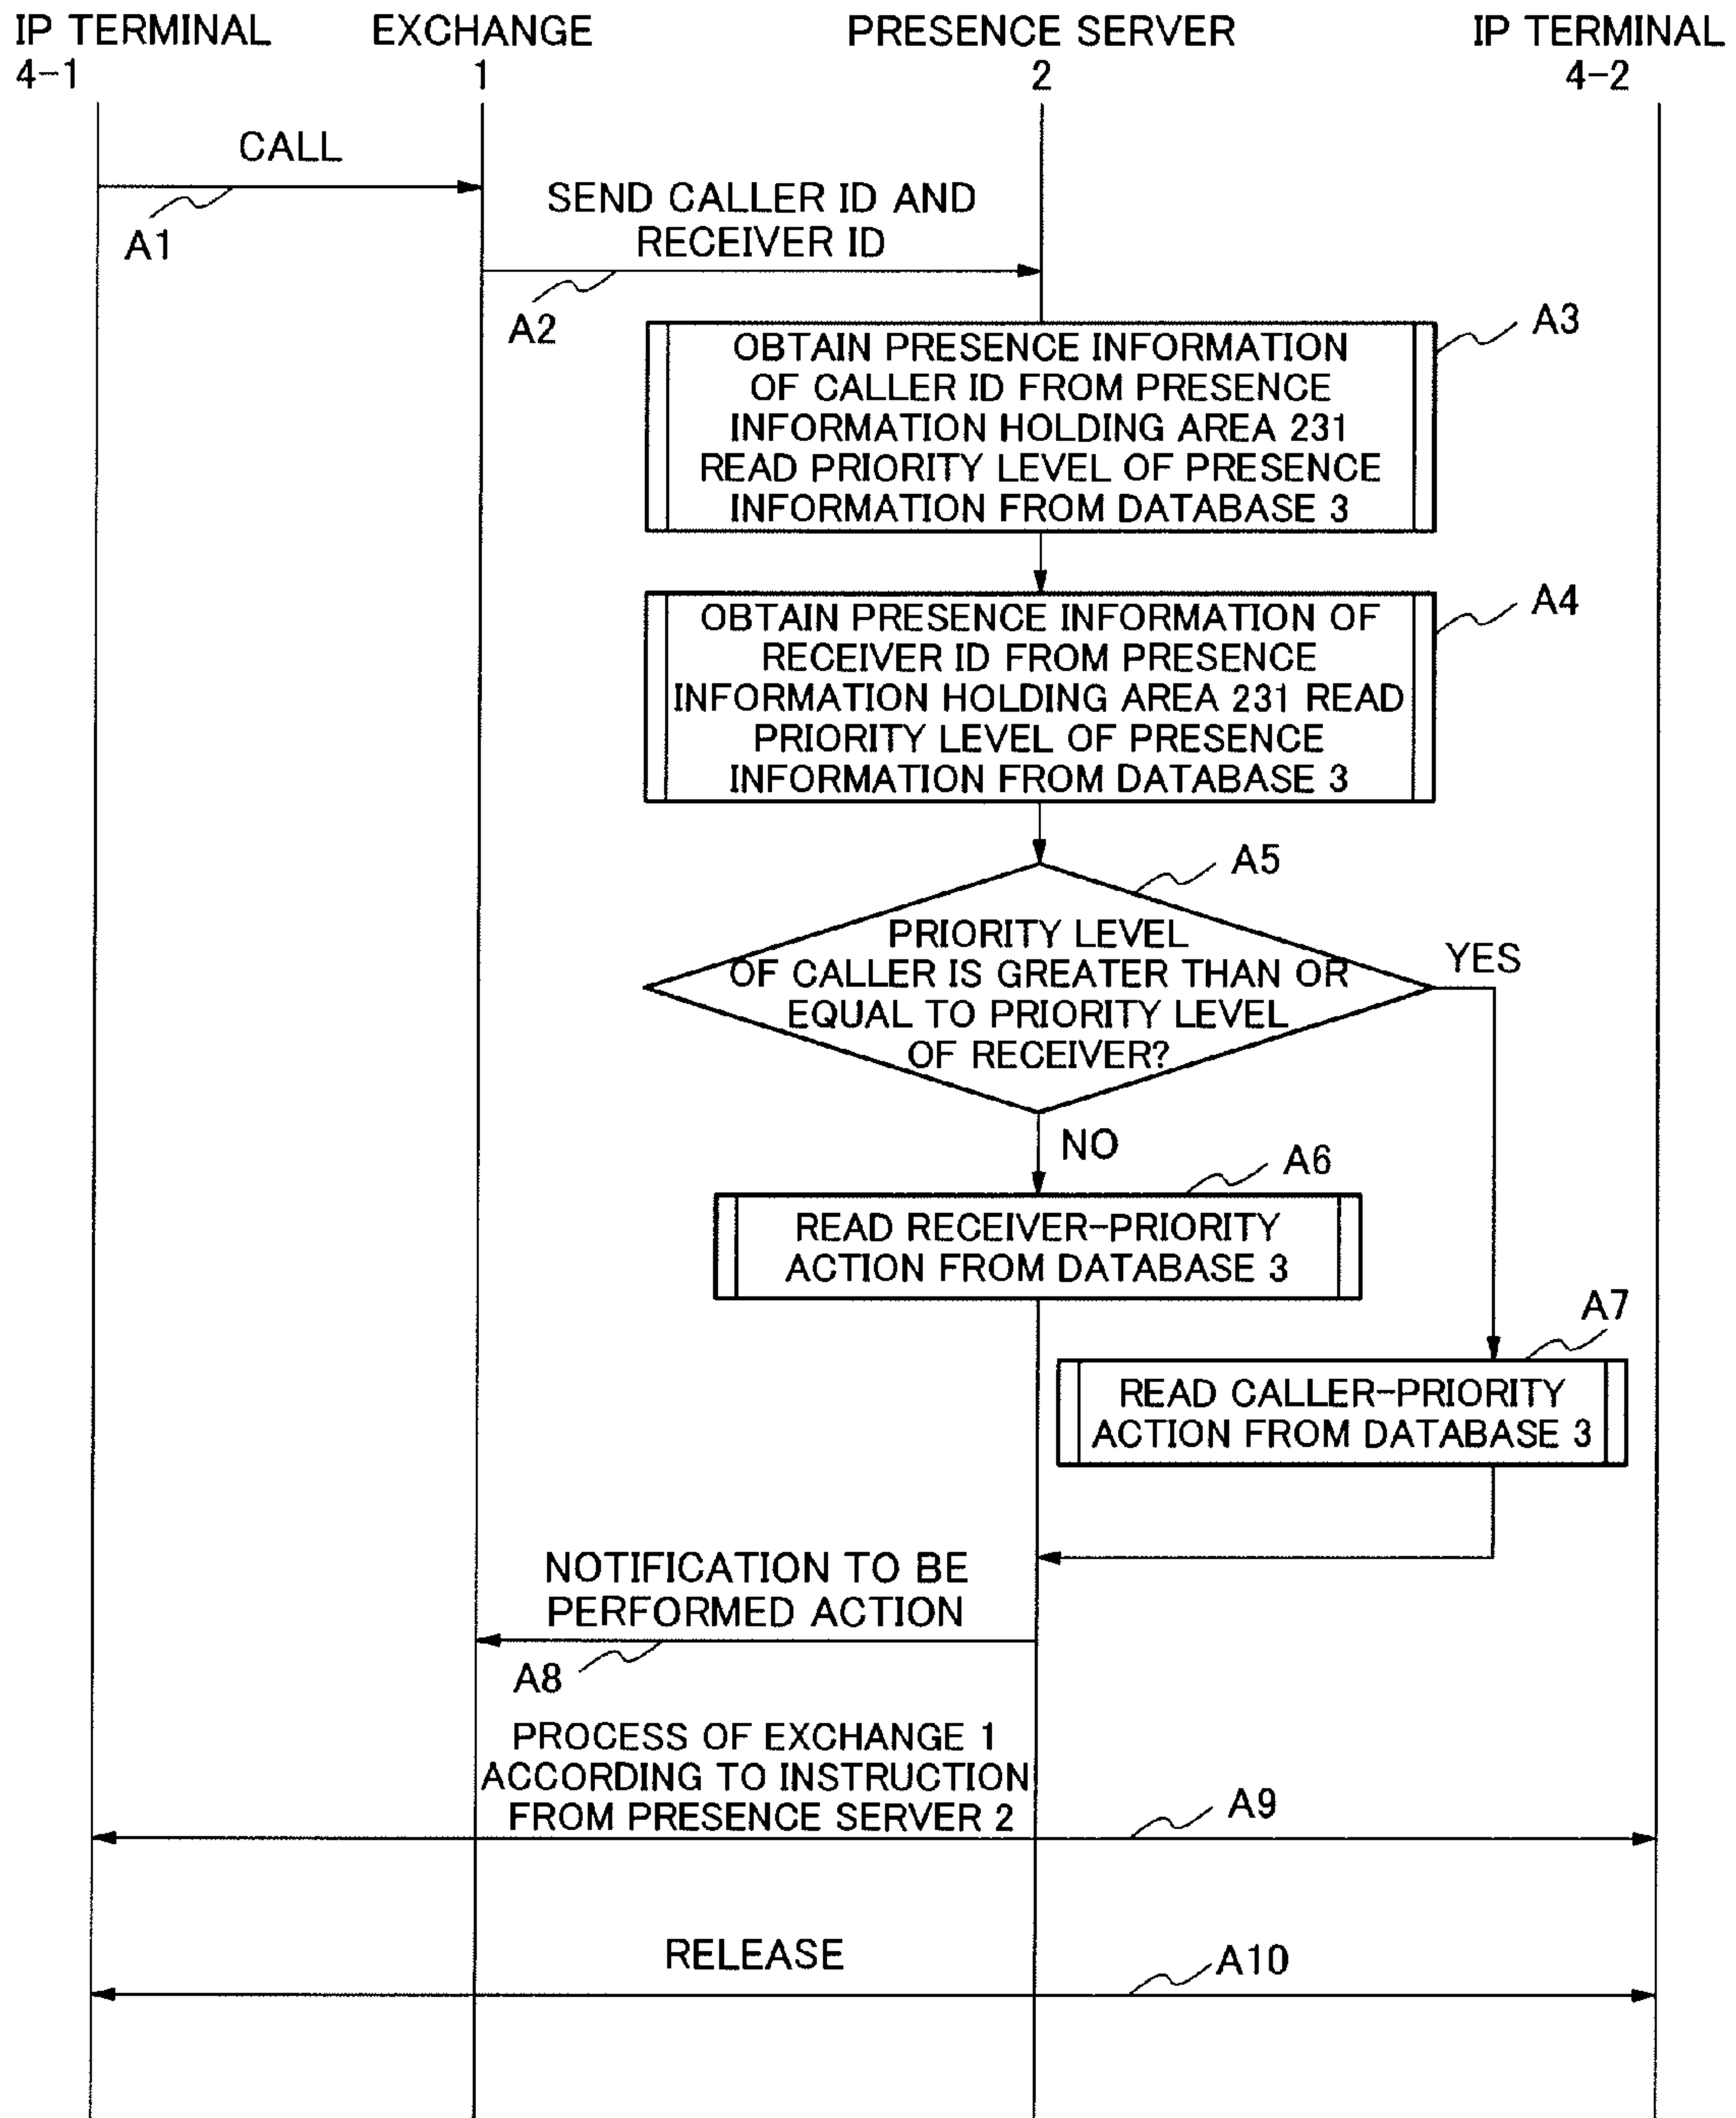 IP TERMINAL
4-1
EXCHANGE
1
PRESENCE SERVER
2
IP TERMINAL
4-2
CALL
A1
SEND CALLER ID AND
RECEIVER ID
A2
A3
OBTAIN PRESENCE INFORMATION
OF CALLER ID FROM PRESENCE
INFORMATION HOLDING AREA 231
READ PRIORITY LEVEL OF PRESENCE
INFORMATION FROM DATABASE 3
A4
OBTAIN PRESENCE INFORMATION OF
RECEIVER ID FROM PRESENCE
INFORMATION HOLDING AREA 231 READ
PRIORITY LEVEL OF PRESENCE
INFORMATION FROM DATABASE 3
A5
PRIORITY LEVEL
OF CALLER IS GREATER THAN OR
EQUAL TO PRIORITY LEVEL
OF RECEIVER?
YES
NO
A6
READ RECEIVER-PRIORITY
ACTION FROM DATABASE 3
A7
READ CALLER-PRIORITY
ACTION FROM DATABASE 3
NOTIFICATION TO BE
PERFORMED ACTION
A8
PROCESS OF EXCHANGE 1
ACCORDING TO INSTRUCTION
FROM PRESENCE SERVER 2
A9
RELEASE
A10